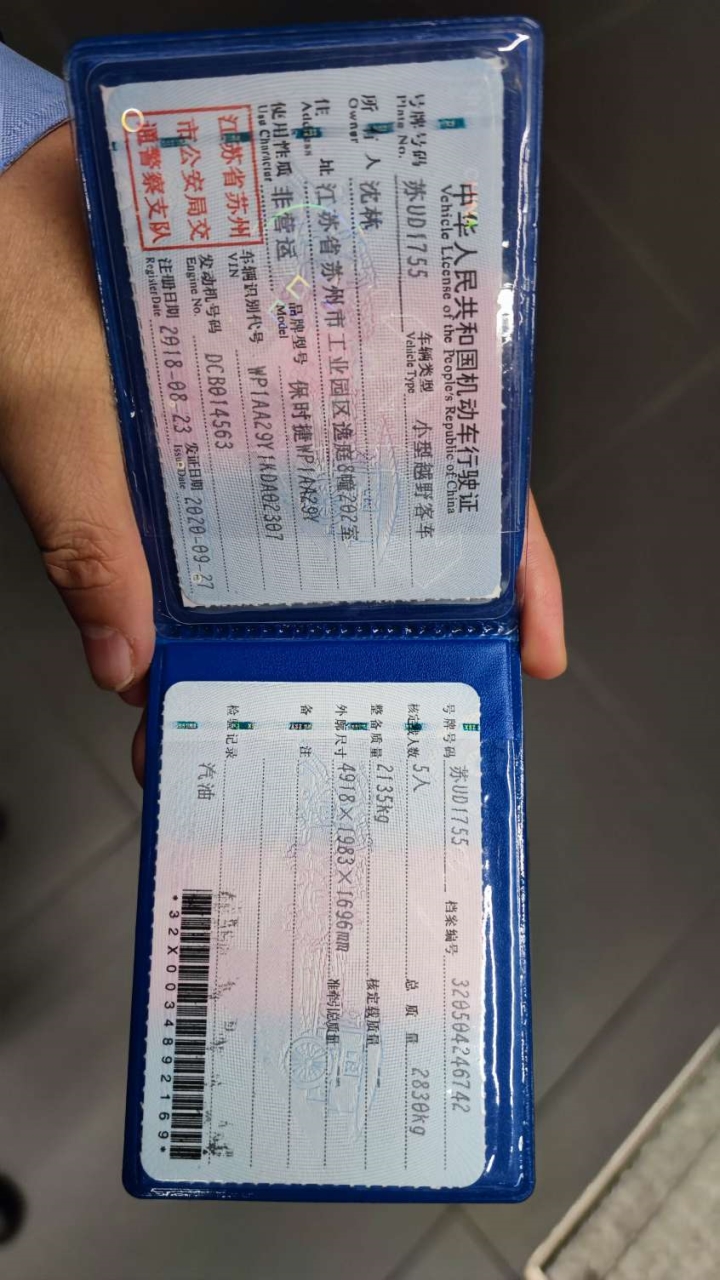 中华人民共和国机动车行驶证
Vehicle License of the People's Republic of China
号牌号码 苏UD1755 车辆类型 小型越野客车
Plate No. Vehicle Type
所有人 沈林
Owner
住址 江苏省苏州市工业园区逸庭8幢202室
Address
使用性质 非营运 品牌型号 保时捷WP1AA29Y
Use Character Model
江苏省苏州
市公安局交
通警察支队
车辆识别代号 WP1AA29Y1KDA02307
VIN
发动机号码 DCB014563
Engine No.
注册日期 2018-08-23 发证日期 2020-09-27
Register Date Issue Date
号牌号码 苏UD1755 档案编号 320504246742
核定载人数 5人 总质量 2830kg
整备质量 2135kg 核定载质量 --
外廓尺寸 4918×1983×1696mm 准牵引总质量 --
备注
检验记录
汽油
*32X0034892169*